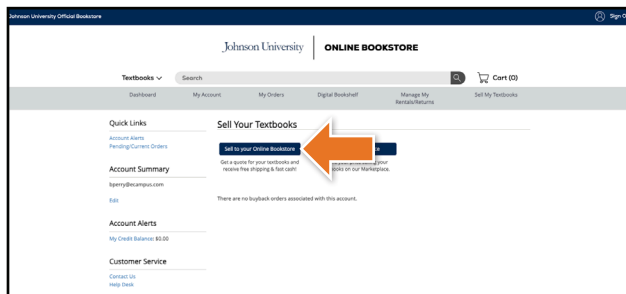 Johnson University Official Bookstore
Sign O
Johnson University
ONLINE BOOKSTORE
Textbooks
Search
Cart (0)
Dashboard
My Account
My Orders
Digital Bookshelf
Manage My
Rentals/Returns
Sell My Textbooks
Quick Links
Account Alerts
Pending/Current Orders
Account Summary
bperry@ecampus.com
Edit
Account Alerts
My Credit Balance: $0.00
Customer Service
Contact Us
Help Desk
Sell Your Textbooks
Sell to your Online Bookstore
Get a quote for your textbooks and
receive free shipping & fast cash!
your
books on our Marketplace.
There are no buyback orders associated with this account.